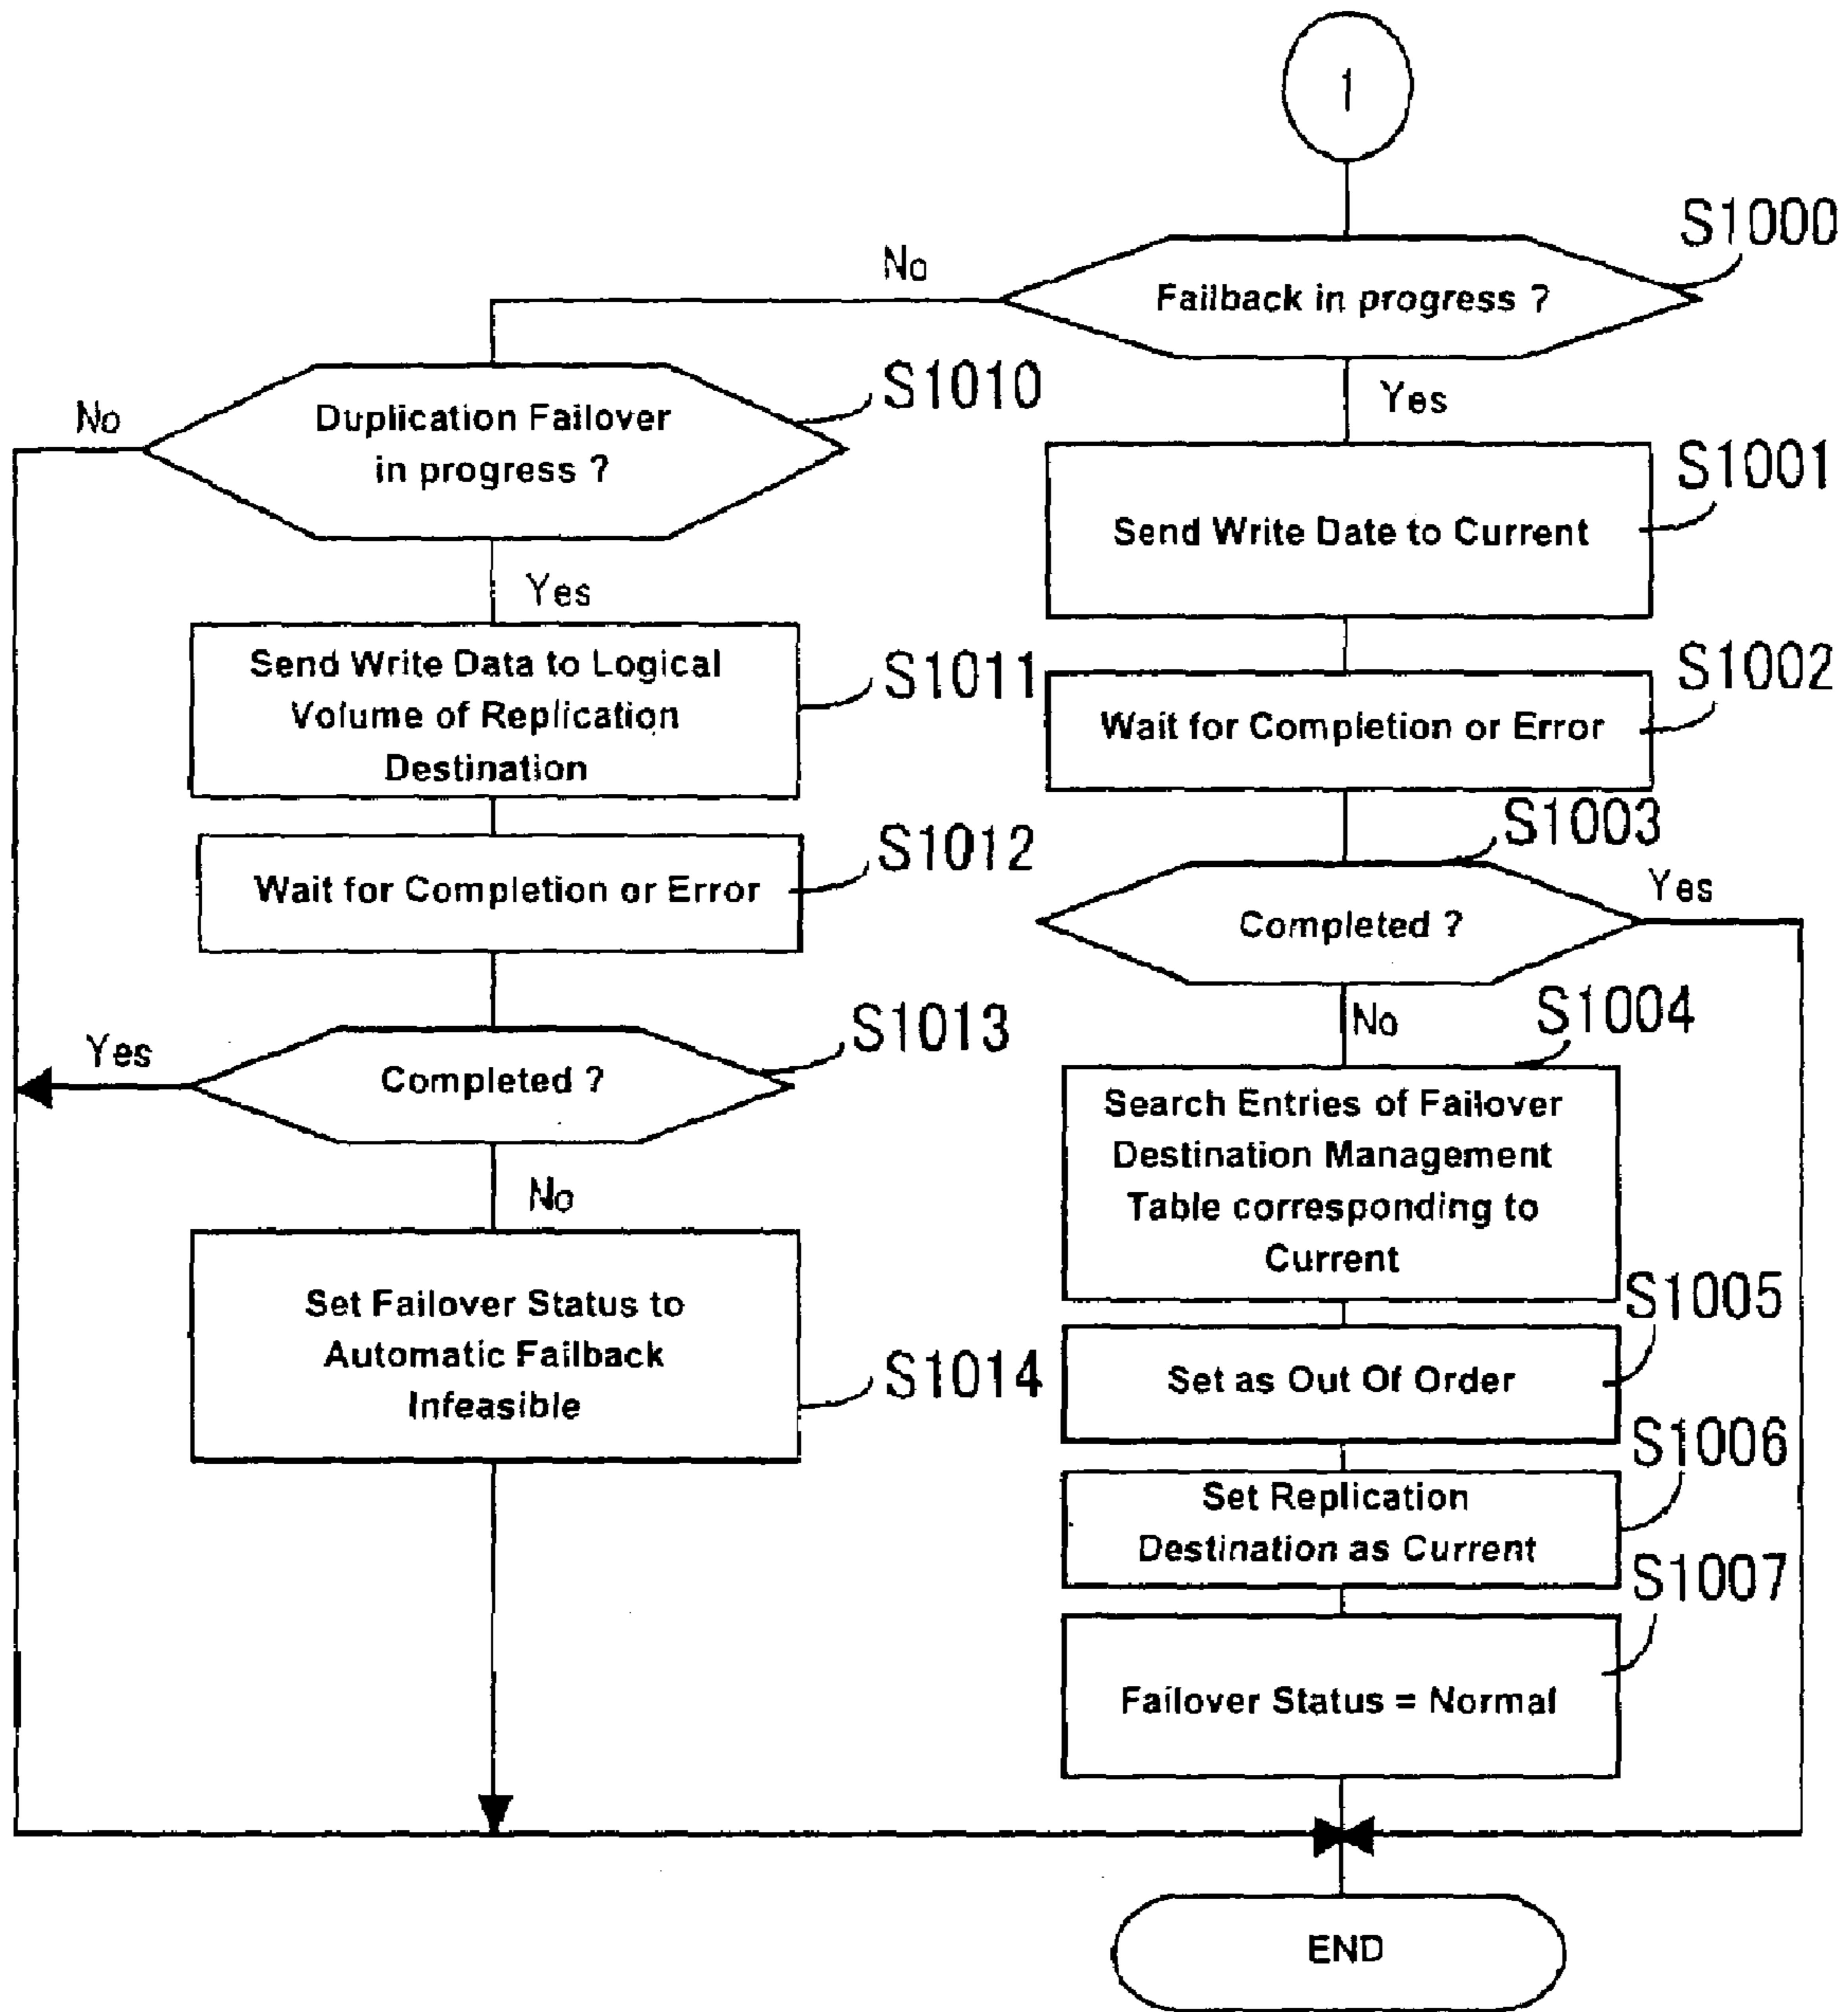 1
S1000
Failback in progress ?
No
Yes
S1010
Duplication Failover
in progress ?
No
Yes
S1001
Send Write Date to Current
S1011
Send Write Data to Logical
Volume of Replication
Destination
S1002
Wait for Completion or Error
S1012
Wait for Completion or Error
S1003
Completed ?
Yes
No
S1013
Completed ?
Yes
No
S1004
Search Entries of Failover
Destination Management
Table corresponding to
Current
S1014
Set Failover Status to
Automatic Failback
Infeasible
S1005
Set as Out Of Order
S1006
Set Replication
Destination as Current
S1007
Failover Status = Normal
END